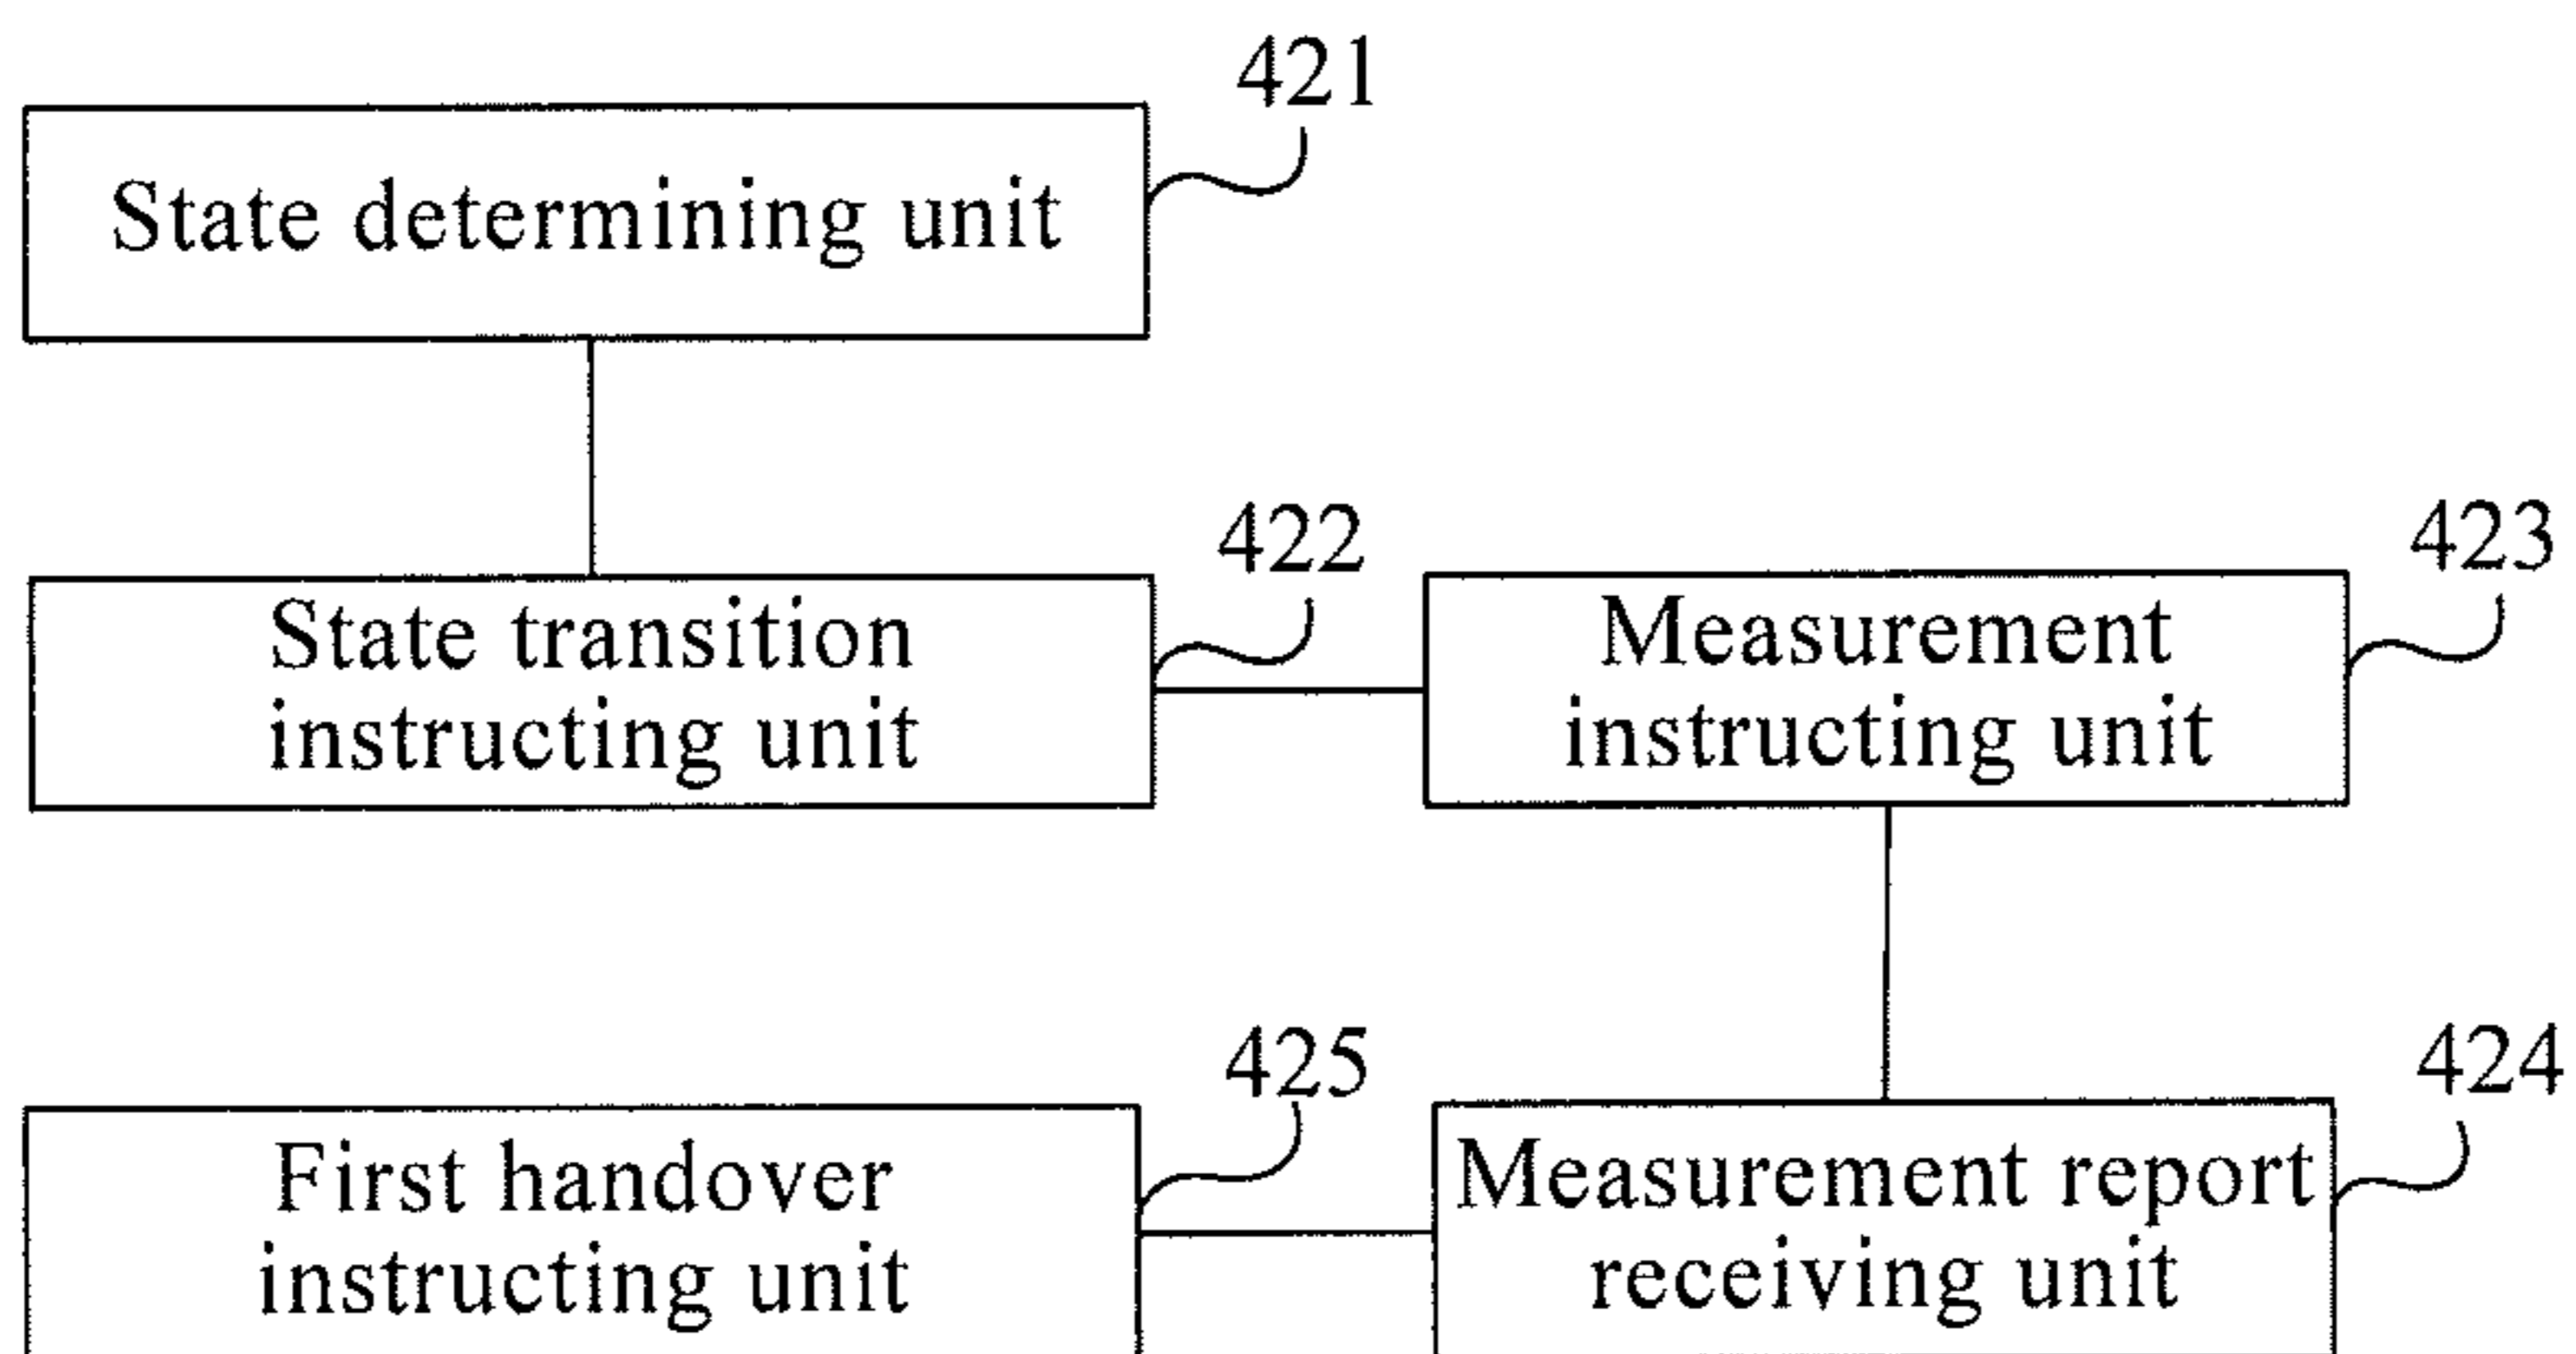 421
State determining unit
422
State transition
instructing unit
423
Measurement
instructing unit
425
First handover
instructing unit
424
Measurement report
receiving unit